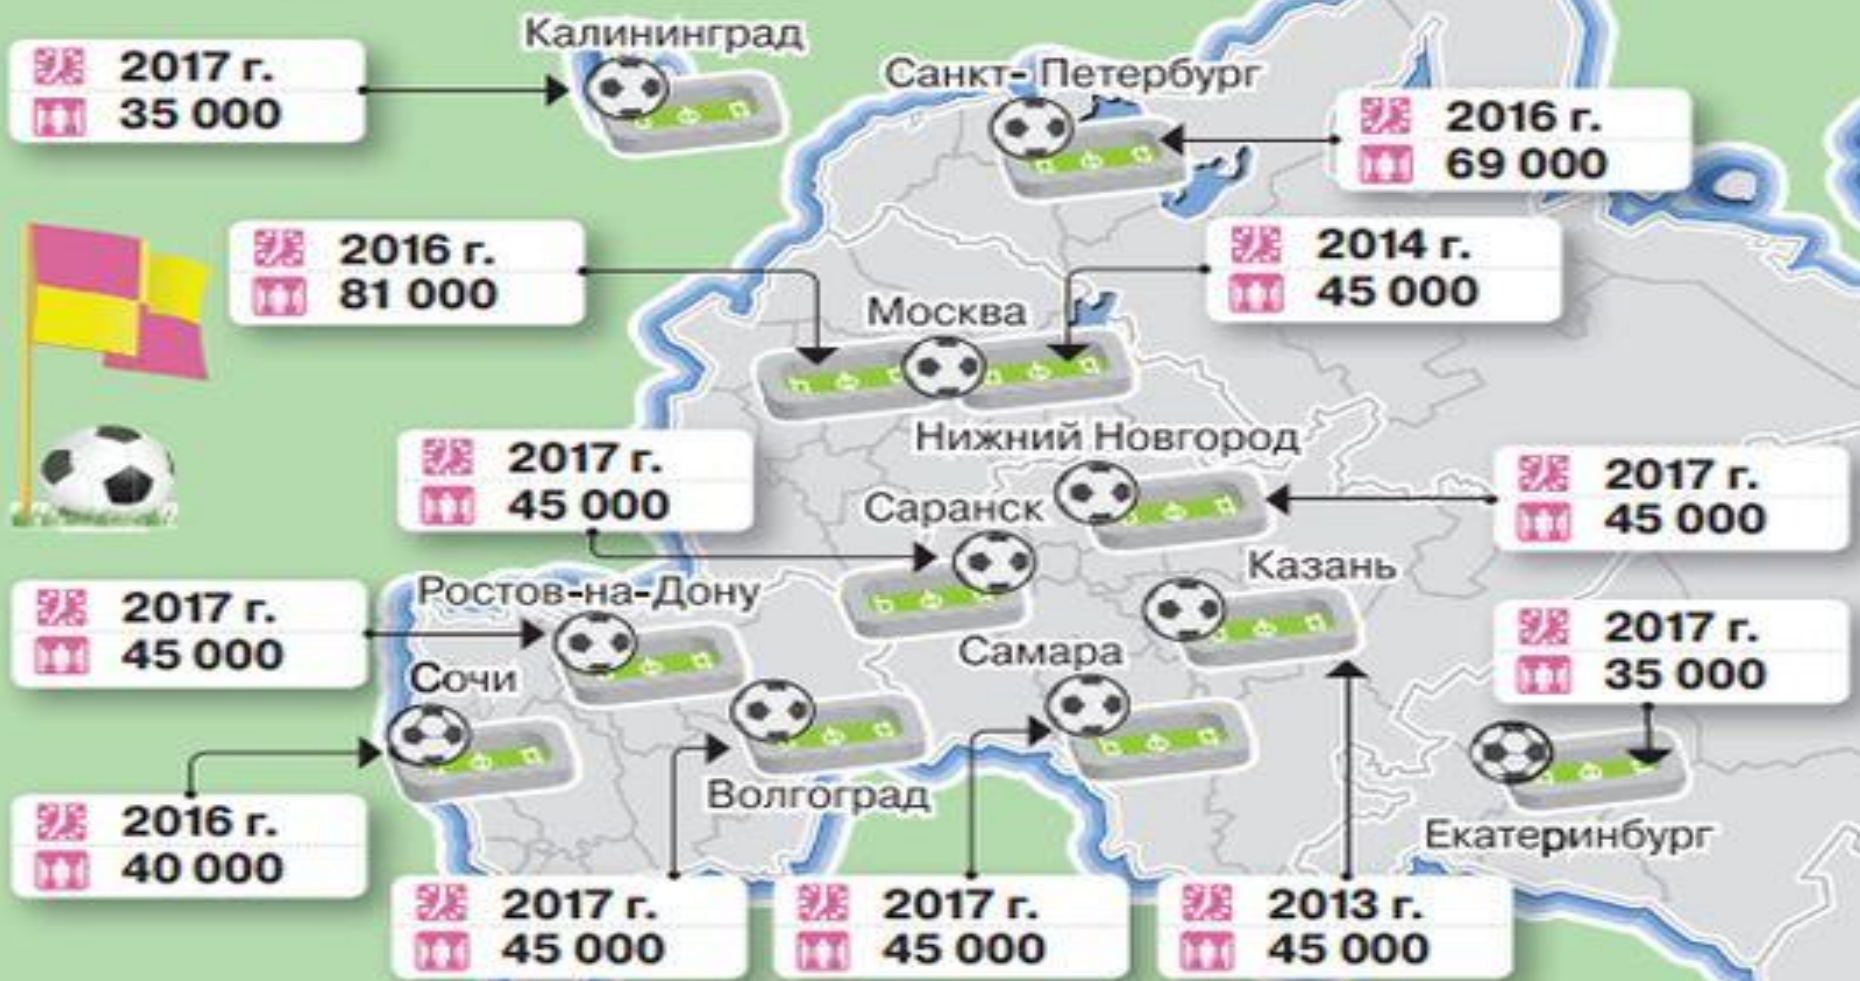 Калининград
2017 г.
35 000
Санкт- Петербург
2016 г.
69 000
2016 г.
81 000
2014 г.
45 000
Москва
Нижний Новгород
2017 г.
45 000
2017 г.
45 000
Саранск
Казань
Ростов-на-Дону
2017 г.
45 000
2017 г.
35 000
Самара
Сочи
Волгоград
2016 г.
40 000
Екатеринбург
2017 г.
45 000
2017 г.
45 000
2013 г.
45 000